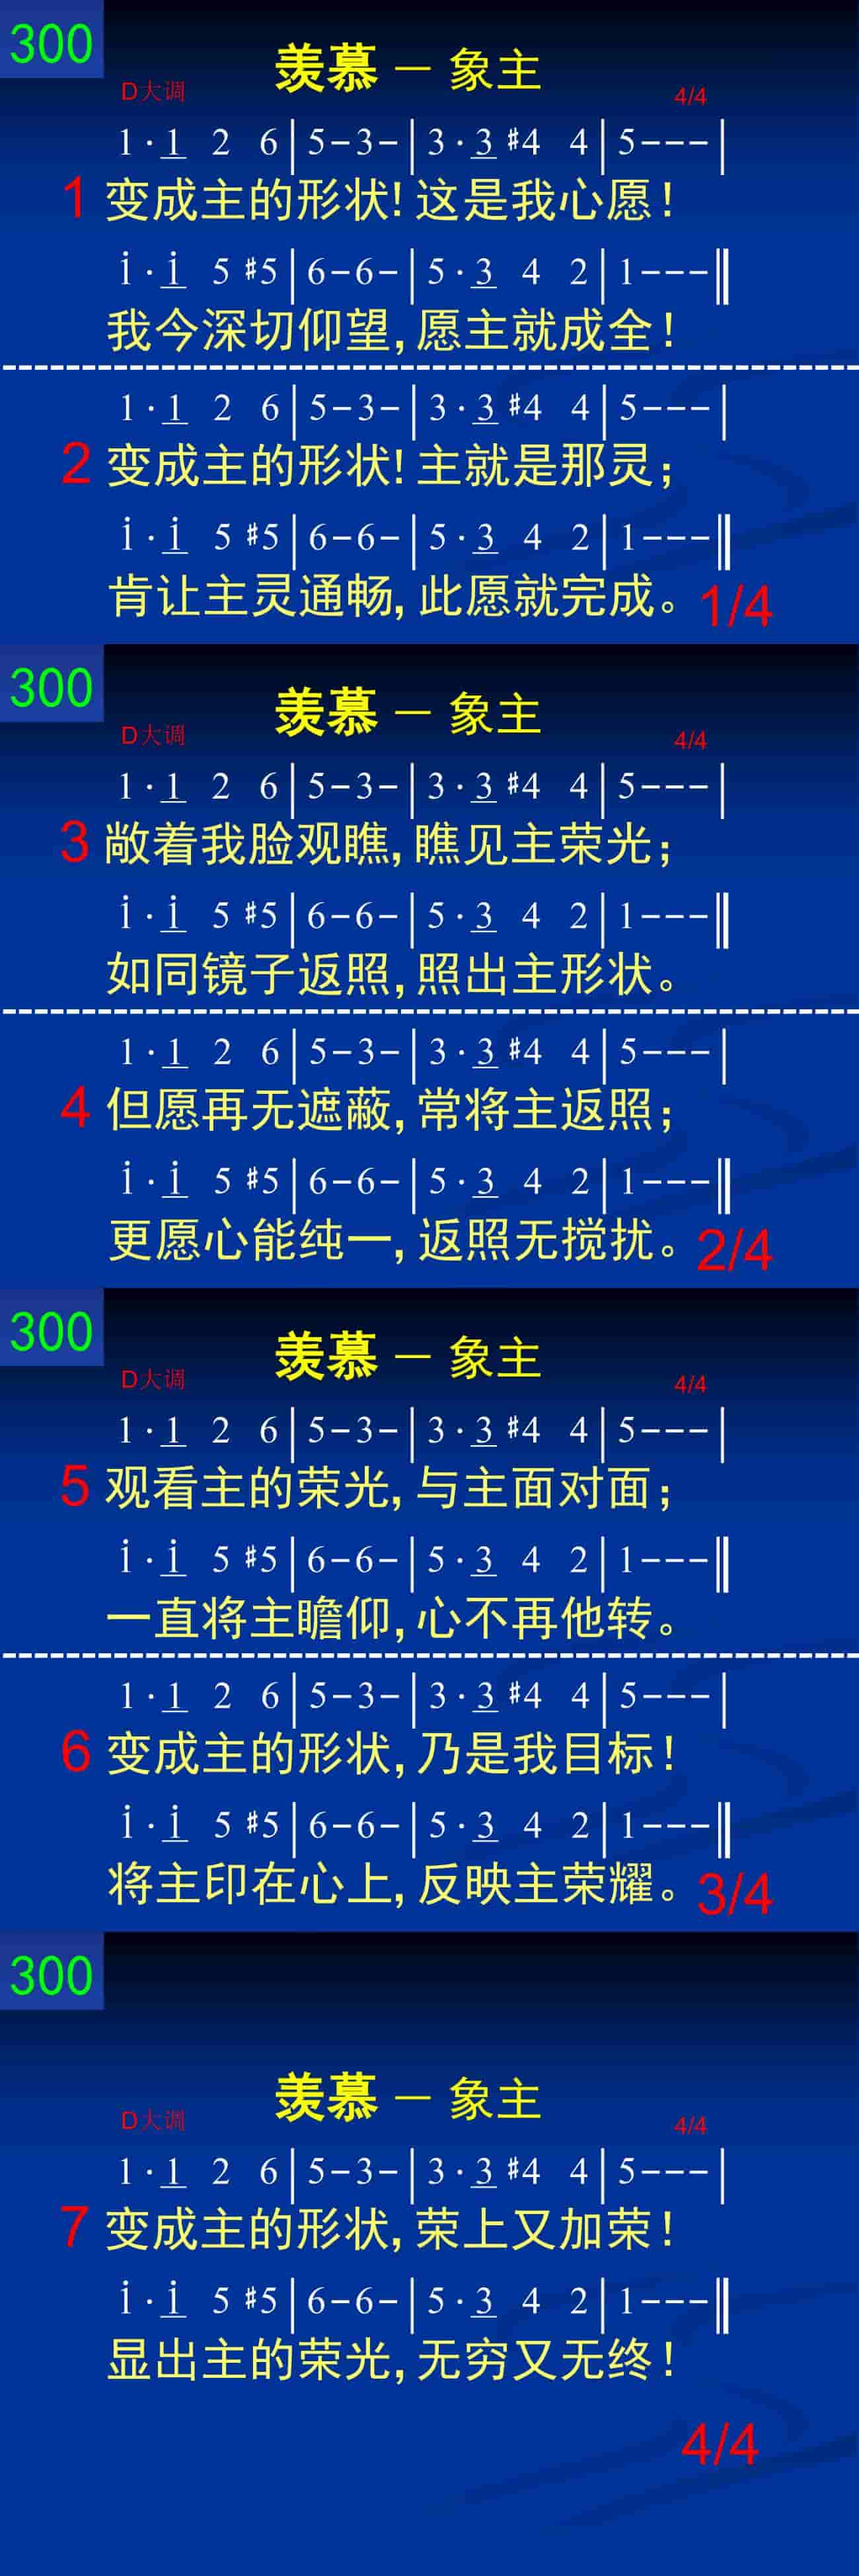 300
羡慕 — 象主
D大调 4/4
1·1 2 6|5-3-|3·3 #4 4|5---|
1 变成主的形状!这是我心愿!
i·i 5 #5|6-6-|5·3 4 2|1---‖
我今深切仰望,愿主就成全!
1·1 2 6|5-3-|3·3 #4 4|5---|
2 变成主的形状!主就是那灵;
i·i 5 #5|6-6-|5·3 4 2|1---‖
肯让主灵通畅,此愿就完成。 1/4
300
羡慕 — 象主
D大调 4/4
1·1 2 6|5-3-|3·3 #4 4|5---|
3 敞着我脸观瞧,瞧见主荣光;
i·i 5 #5|6-6-|5·3 4 2|1---‖
如同镜子返照,照出主形状。
1·1 2 6|5-3-|3·3 #4 4|5---|
4 但愿再无遮蔽,常将主返照;
i·i 5 #5|6-6-|5·3 4 2|1---‖
更愿心能纯一,返照无搅扰。 2/4
300
羡慕 — 象主
D大调 4/4
1·1 2 6|5-3-|3·3 #4 4|5---|
5 观看主的荣光,与主面对面;
i·i 5 #5|6-6-|5·3 4 2|1---‖
一直将主瞻仰,心不再他转。
1·1 2 6|5-3-|3·3 #4 4|5---|
6 变成主的形状,乃是我目标!
i·i 5 #5|6-6-|5·3 4 2|1---‖
将主印在心上,反映主荣耀。 3/4
300
羡慕 — 象主
D大调 4/4
1·1 2 6|5-3-|3·3 #4 4|5---|
7 变成主的形状,荣上又加荣!
i·i 5 #5|6-6-|5·3 4 2|1---‖
显出主的荣光,无穷又无终!
4/4